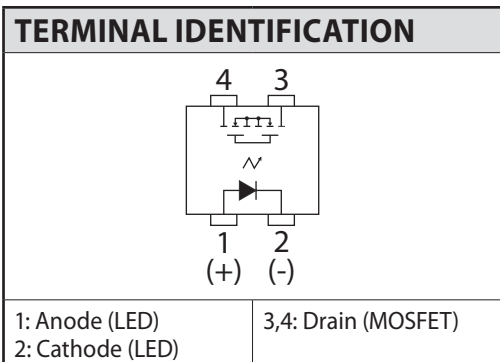 TERMINAL IDENTIFICATION
4 3
1 2
(+) (-)
1: Anode (LED)
2: Cathode (LED)
3,4: Drain (MOSFET)